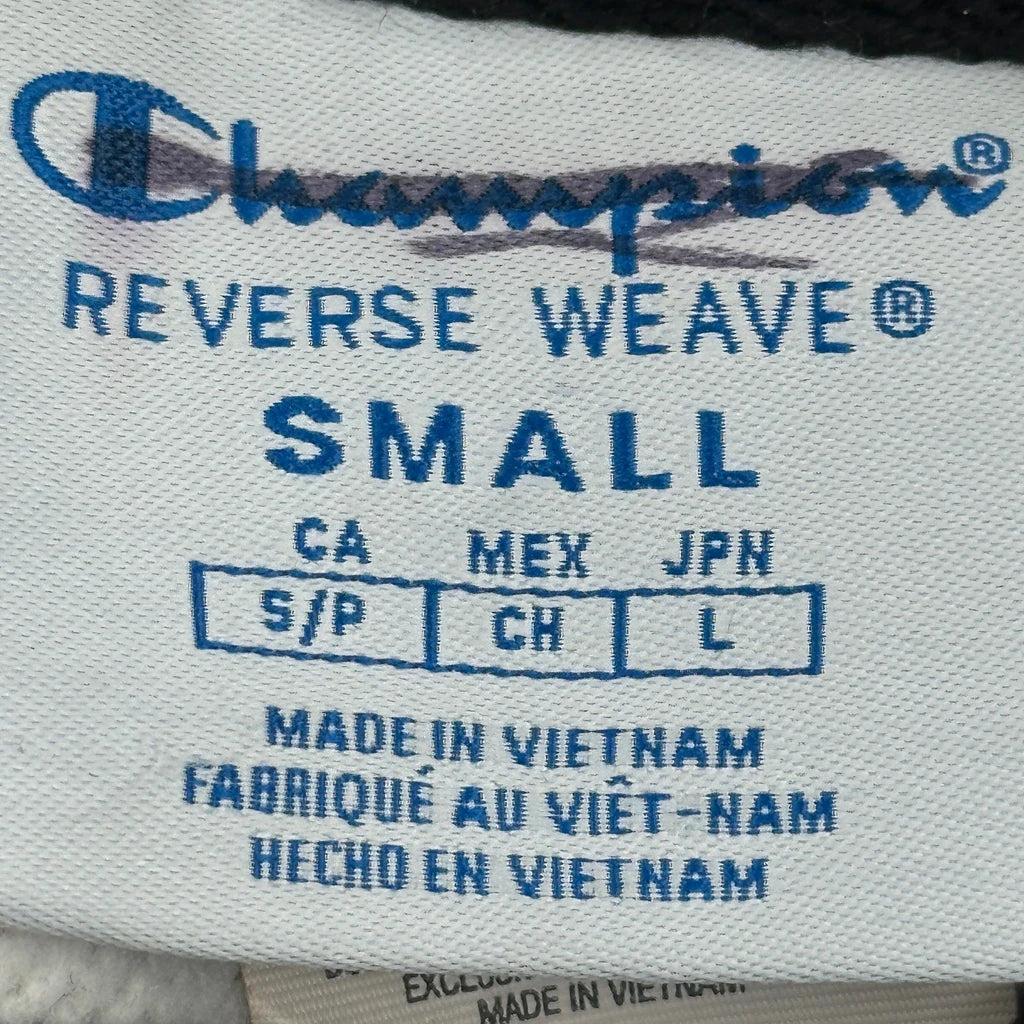 Champion®
REVERSE WEAVE®
SMALL
CA MEX JPN
S/P CH L
MADE IN VIETNAM
FABRIQUÉ AU VIÊT-NAM
HECHO EN VIETNAM
MADE IN VIETNAM